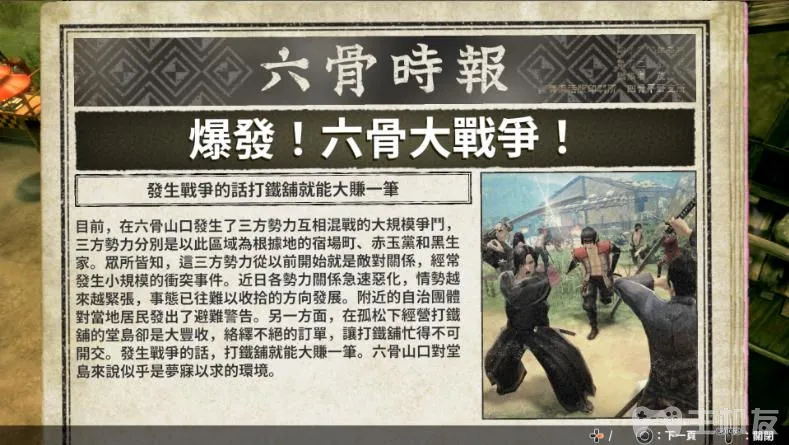 六骨時報
爆發！六骨大戰爭！
發生戰爭的話打鐵舖就能大賺一筆
目前，在六骨山口發生了三方勢力互相混戰的大規模爭鬥，
三方勢力分別是以此區域為根據地的宿場町、赤玉黨和黑生
家。眾所皆知，這三方勢力從以前開始就是敵對關係，經常
發生小規模的衝突事件。近日各勢力關係急速惡化，情勢越
來越緊張，事態已往難以收拾的方向發展。附近的自治團體
對當地居民發出了避難警告。另一方面，在孤松下經營打鐵
舖的堂島卻是大豐收，絡繹不絕的訂單，讓打鐵舖忙得不可
開交。發生戰爭的話，打鐵舖就能大賺一筆。六骨山口對堂
島來說似乎是夢寐以求的環境。
主机友
/ ：下一頁 ：關閉